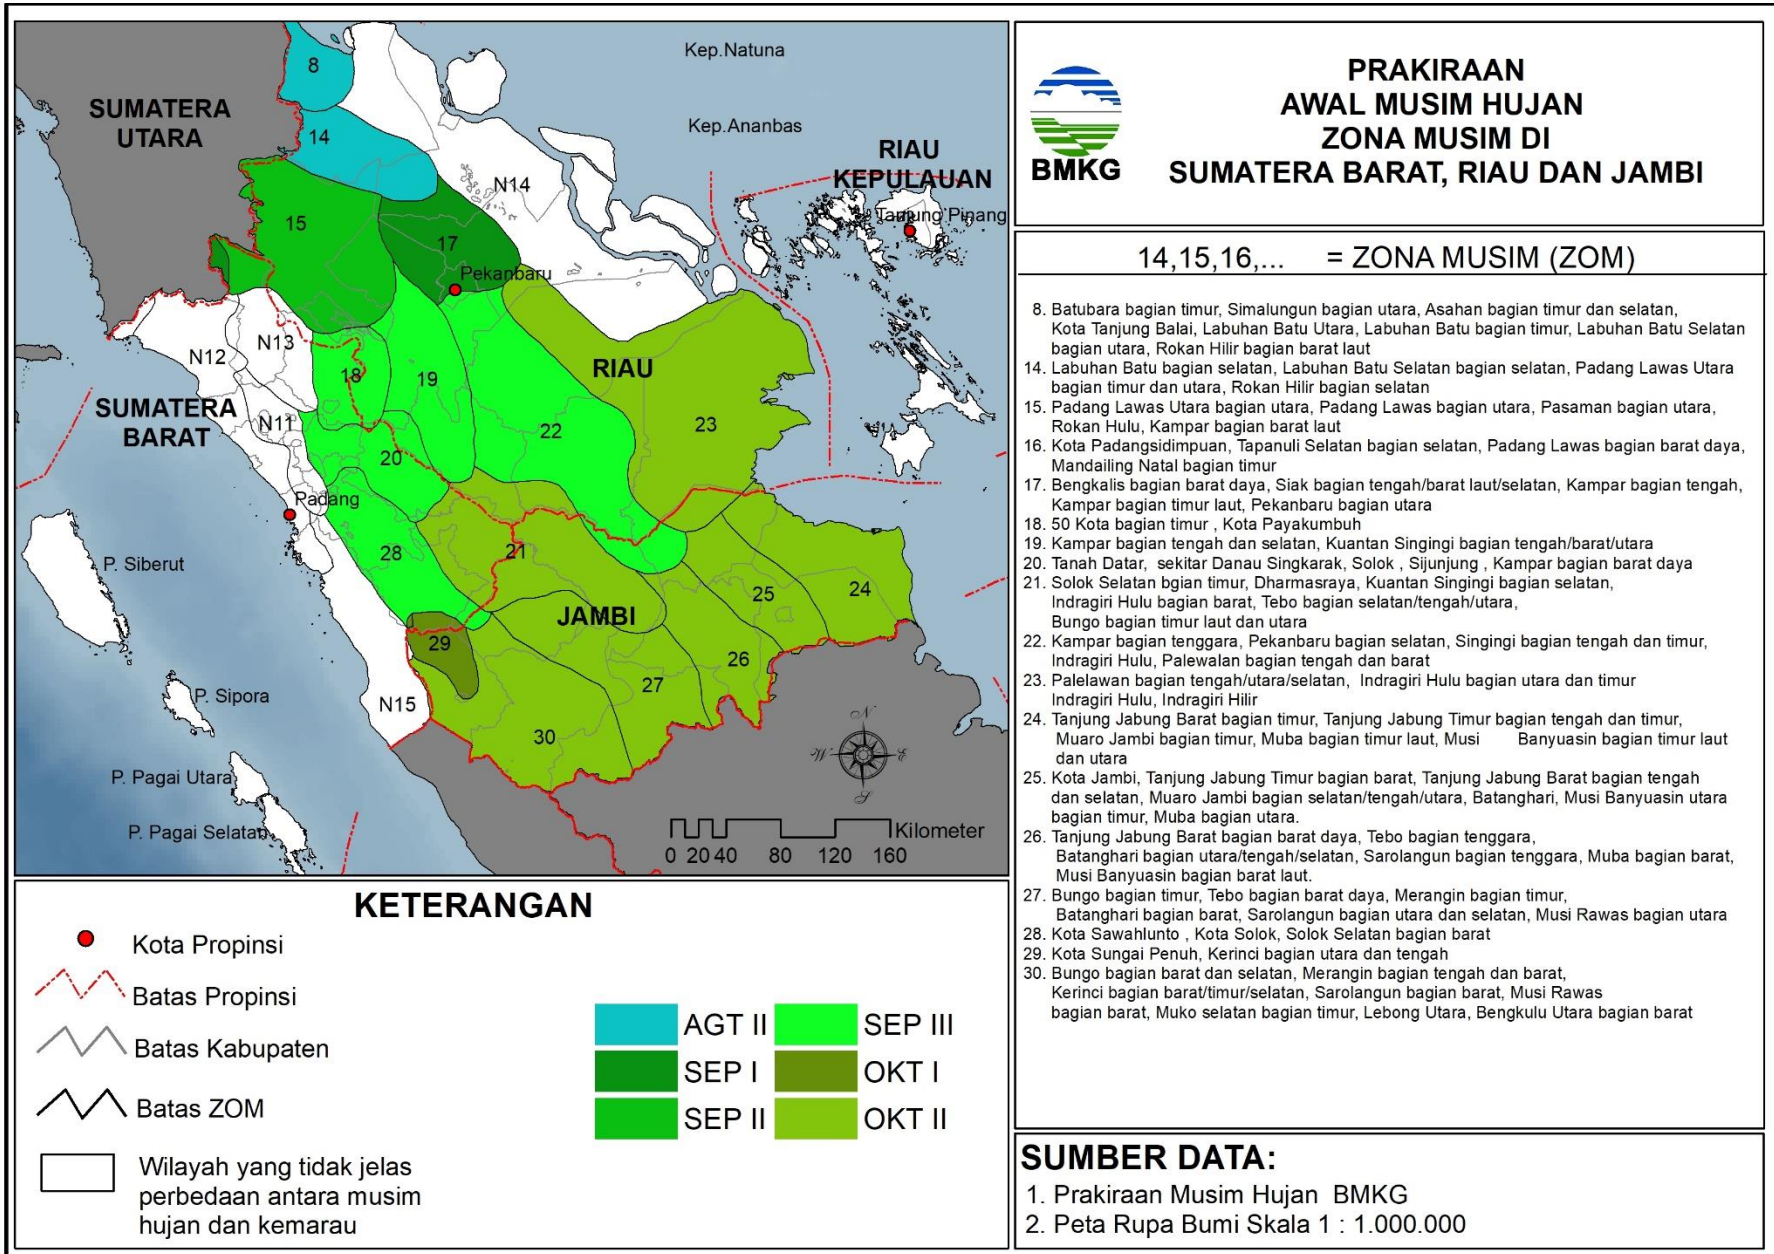 SUMATERA
UTARA
Kep.Natuna
Kep.Ananbas
RIAU
KEPULAUAN
Tanjung Pinang
8
14
N14
15
17
Pekanbaru
N12
N13
18
19
RIAU
SUMATERA
BARAT
N11
22
23
20
Padang
28
21
P. Siberut
JAMBI
25
24
29
26
27
N15
P. Sipora
30
N
W
E
S
P. Pagai Utara
P. Pagai Selatan
Kilometer
0 20 40 80 120 160
BMKG
PRAKIRAAN
AWAL MUSIM HUJAN
ZONA MUSIM DI
SUMATERA BARAT, RIAU DAN JAMBI
14,15,16,... = ZONA MUSIM (ZOM)
8. Batubara bagian timur, Simalungun bagian utara, Asahan bagian timur dan selatan,
Kota Tanjung Balai, Labuhan Batu Utara, Labuhan Batu bagian timur, Labuhan Batu Selatan
bagian utara, Rokan Hilir bagian barat laut
14. Labuhan Batu bagian selatan, Labuhan Batu Selatan bagian selatan, Padang Lawas Utara
bagian timur dan utara, Rokan Hilir bagian selatan
15. Padang Lawas Utara bagian utara, Padang Lawas bagian utara, Pasaman bagian utara,
Rokan Hulu, Kampar bagian barat laut
16. Kota Padangsidimpuan, Tapanuli Selatan bagian selatan, Padang Lawas bagian barat daya,
Mandailing Natal bagian timur
17. Bengkalis bagian barat daya, Siak bagian tengah/barat laut/selatan, Kampar bagian tengah,
Kampar bagian timur laut, Pekanbaru bagian utara
18. 50 Kota bagian timur , Kota Payakumbuh
19. Kampar bagian tengah dan selatan, Kuantan Singingi bagian tengah/barat/utara
20. Tanah Datar, sekitar Danau Singkarak, Solok , Sijunjung , Kampar bagian barat daya
21. Solok Selatan bgian timur, Dharmasraya, Kuantan Singingi bagian selatan,
Indragiri Hulu bagian barat, Tebo bagian selatan/tengah/utara,
Bungo bagian timur laut dan utara
22. Kampar bagian tenggara, Pekanbaru bagian selatan, Singingi bagian tengah dan timur,
Indragiri Hulu, Palewalan bagian tengah dan barat
23. Palelawan bagian tengah/utara/selatan, Indragiri Hulu bagian utara dan timur
Indragiri Hulu, Indragiri Hilir
24. Tanjung Jabung Barat bagian timur, Tanjung Jabung Timur bagian tengah dan timur,
Muaro Jambi bagian timur, Muba bagian timur laut, Musi Banyuasin bagian timur laut
dan utara
25. Kota Jambi, Tanjung Jabung Timur bagian barat, Tanjung Jabung Barat bagian tengah
dan selatan, Muaro Jambi bagian selatan/tengah/utara, Batanghari, Musi Banyuasin utara
bagian timur, Muba bagian utara.
26. Tanjung Jabung Barat bagian barat daya, Tebo bagian tenggara,
Batanghari bagian utara/tengah/selatan, Sarolangun bagian tenggara, Muba bagian barat,
Musi Banyuasin bagian barat laut.
27. Bungo bagian timur, Tebo bagian barat daya, Merangin bagian timur,
Batanghari bagian barat, Sarolangun bagian utara dan selatan, Musi Rawas bagian utara
28. Kota Sawahlunto , Kota Solok, Solok Selatan bagian barat
29. Kota Sungai Penuh, Kerinci bagian utara dan tengah
30. Bungo bagian barat dan selatan, Merangin bagian tengah dan barat,
Kerinci bagian barat/timur/selatan, Sarolangun bagian barat, Musi Rawas
bagian barat, Muko selatan bagian timur, Lebong Utara, Bengkulu Utara bagian barat
KETERANGAN
Kota Propinsi
Batas Propinsi
Batas Kabupaten
Batas ZOM
Wilayah yang tidak jelas
perbedaan antara musim
hujan dan kemarau
AGT II
SEP I
SEP II
SEP III
OKT I
OKT II
SUMBER DATA:
1. Prakiraan Musim Hujan BMKG
2. Peta Rupa Bumi Skala 1 : 1.000.000